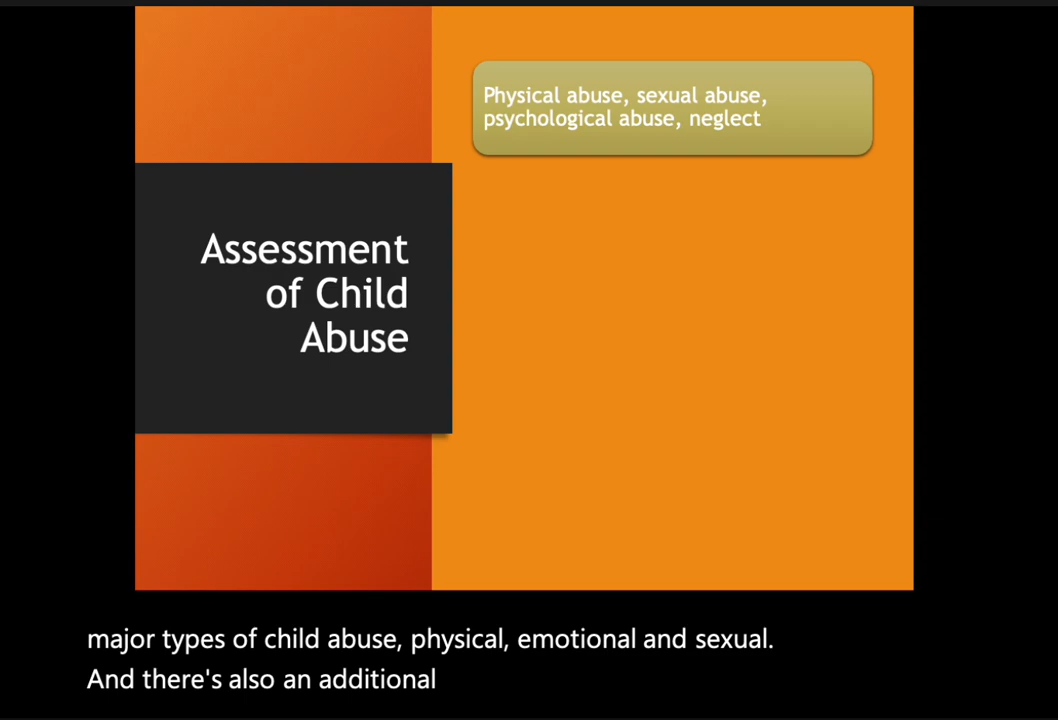 Assessment
of Child
Abuse
Physical abuse, sexual abuse,
psychological abuse, neglect
major types of child abuse, physical, emotional and sexual.
And there's also an additional